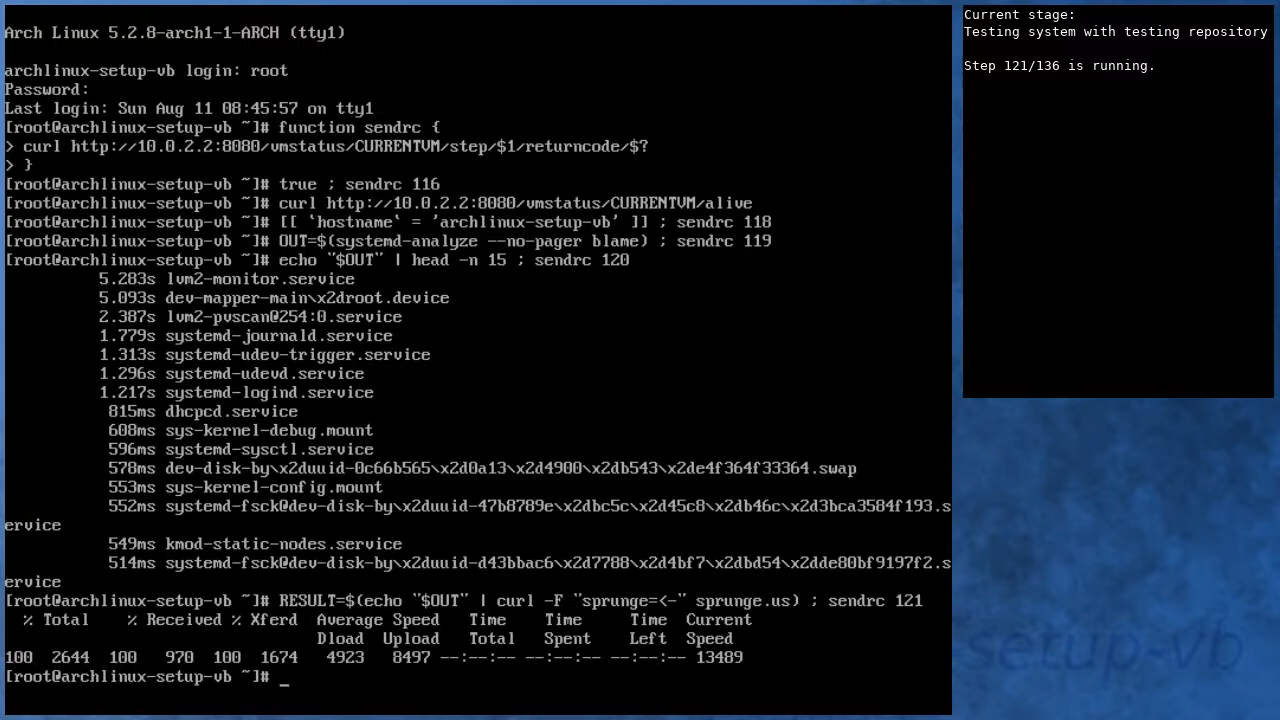 Arch Linux 5.2.8-arch1-1-ARCH (tty1)
archlinux-setup-vb login: root
Password:
Last login: Sun Aug 11 08:45:57 on tty1
[root@archlinux-setup-vb ~]# function sendrc {
> curl http://10.0.2.2:8080/vmstatus/CURRENTVM/step/$1/returncode/$?
> }
[root@archlinux-setup-vb ~]# true ; sendrc 116
[root@archlinux-setup-vb ~]# curl http://10.0.2.2:8080/vmstatus/CURRENTVM/alive
[root@archlinux-setup-vb ~]# [[ `hostname` = 'archlinux-setup-vb' ]] ; sendrc 118
[root@archlinux-setup-vb ~]# OUT=$(systemd-analyze --no-pager blame) ; sendrc 119
[root@archlinux-setup-vb ~]# echo "$OUT" | head -n 15 ; sendrc 120
5.283s lvm2-monitor.service
5.093s dev-mapper-main\x2droot.device
2.387s lvm2-pvscan@254:0.service
1.779s systemd-journald.service
1.313s systemd-udev-trigger.service
1.296s systemd-udevd.service
1.217s systemd-logind.service
815ms dhcpcd.service
608ms sys-kernel-debug.mount
596ms systemd-sysctl.service
578ms dev-disk-by\x2duuid-0c66b565\x2d0a13\x2d4900\x2db543\x2de4f364f33364.swap
553ms sys-kernel-config.mount
552ms systemd-fsck@dev-disk-by\x2duuid-47b8789e\x2dbc5c\x2d45c8\x2db46c\x2d3bca3584f193.s
ervice
549ms kmod-static-nodes.service
514ms systemd-fsck@dev-disk-by\x2duuid-d43bbac6\x2d7788\x2d4bf7\x2dbd54\x2dde80bf9197f2.s
ervice
[root@archlinux-setup-vb ~]# RESULT=$(echo "$OUT" | curl -F "sprunge=<-" sprunge.us) ; sendrc 121
% Total % Received % Xferd Average Speed Time Time Time Current
Dload Upload Total Spent Left Speed
100 2644 100 970 100 1674 4923 8497 --:--:-- --:--:-- --:--:-- 13489
[root@archlinux-setup-vb ~]# _
Current stage:
Testing system with testing repository
Step 121/136 is running.
setup-vb